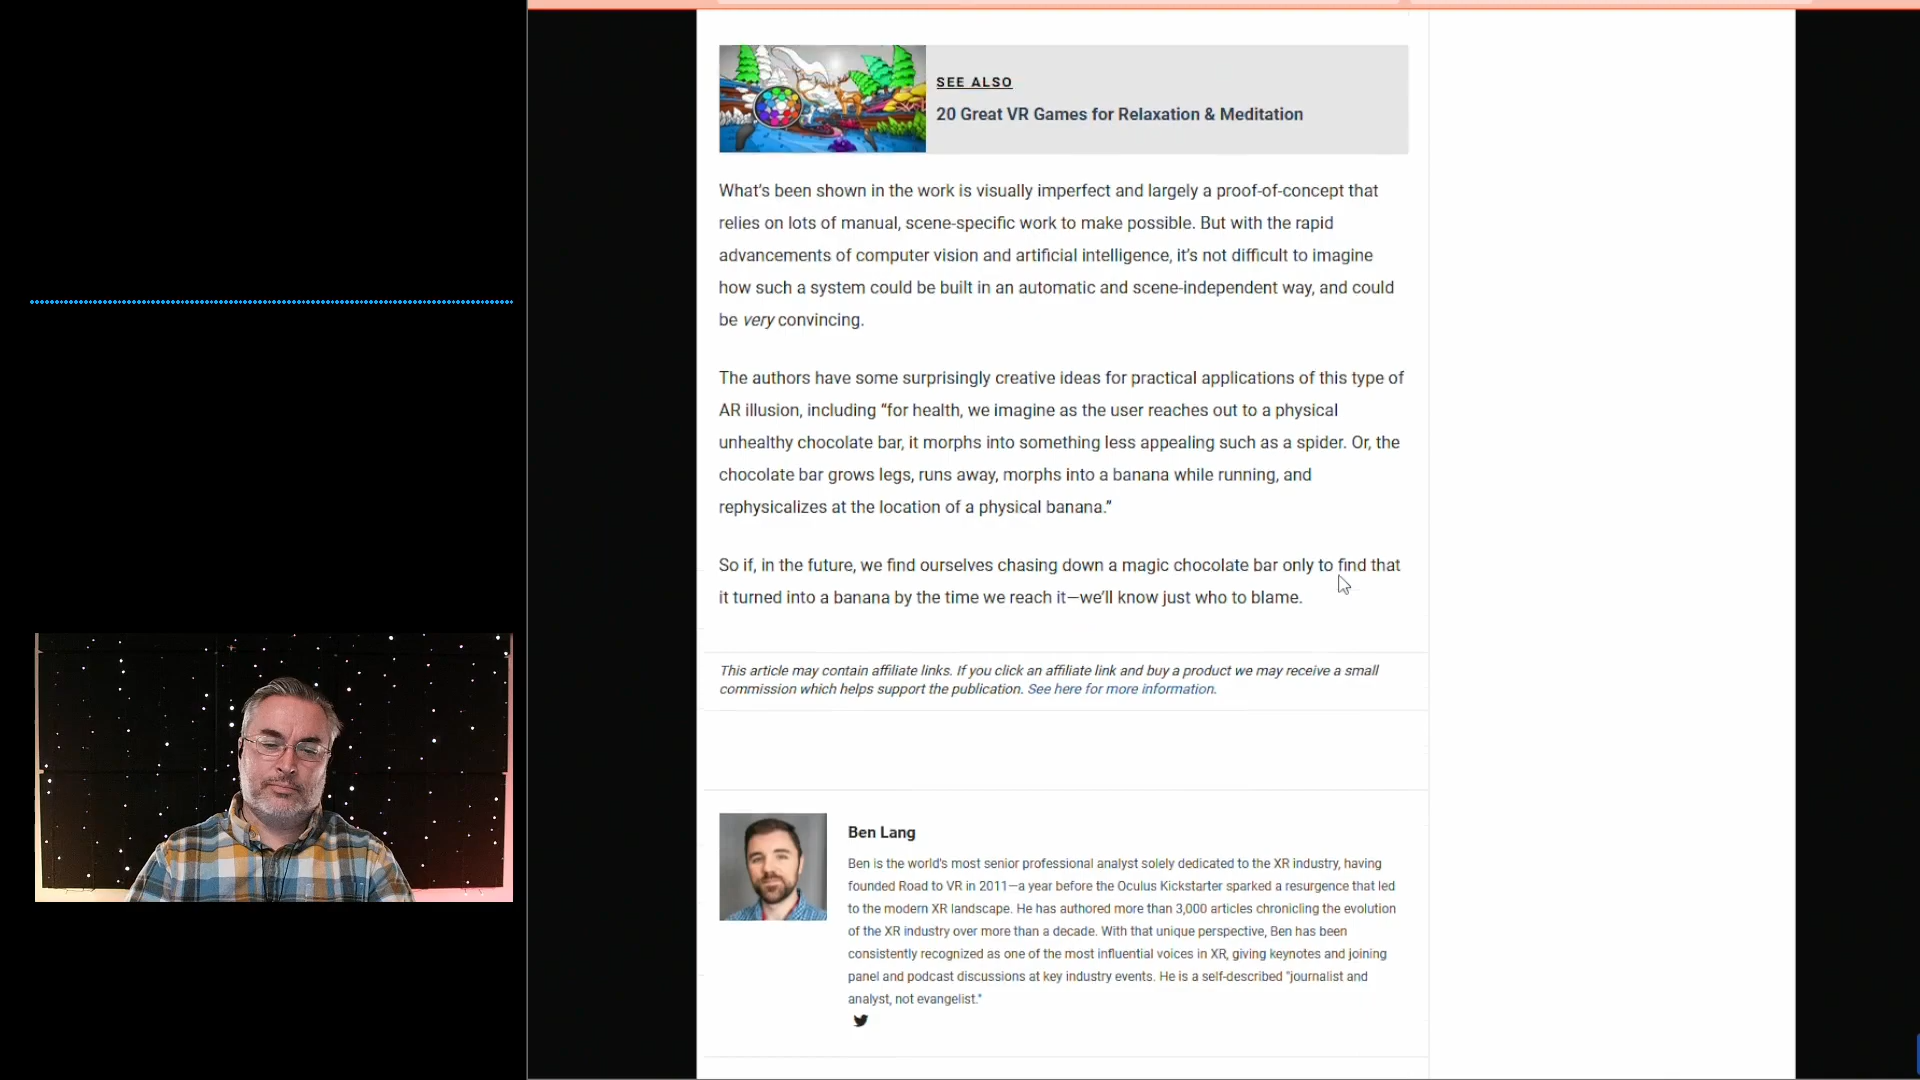 SEE ALSO
20 Great VR Games for Relaxation & Meditation
What's been shown in the work is visually imperfect and largely a proof-of-concept that
relies on lots of manual, scene-specific work to make possible. But with the rapid
advancements of computer vision and artificial intelligence, it's not difficult to imagine
how such a system could be built in an automatic and scene-independent way, and could
be very convincing.
The authors have some surprisingly creative ideas for practical applications of this type of
AR illusion, including “for health, we imagine as the user reaches out to a physical
unhealthy chocolate bar, it morphs into something less appealing such as a spider. Or, the
chocolate bar grows legs, runs away, morphs into a banana while running, and
rephysicalizes at the location of a physical banana.”
So if, in the future, we find ourselves chasing down a magic chocolate bar only to find that
it turned into a banana by the time we reach it—we'll know just who to blame.
This article may contain affiliate links. If you click an affiliate link and buy a product we may receive a small
commission which helps support the publication. See here for more information.
Ben Lang
Ben is the world's most senior professional analyst solely dedicated to the XR industry, having
founded Road to VR in 2011—a year before the Oculus Kickstarter sparked a resurgence that led
to the modern XR landscape. He has authored more than 3,000 articles chronicling the evolution
of the XR industry over more than a decade. With that unique perspective, Ben has been
consistently recognized as one of the most influential voices in XR, giving keynotes and joining
panel and podcast discussions at key industry events. He is a self-described "journalist and
analyst, not evangelist."